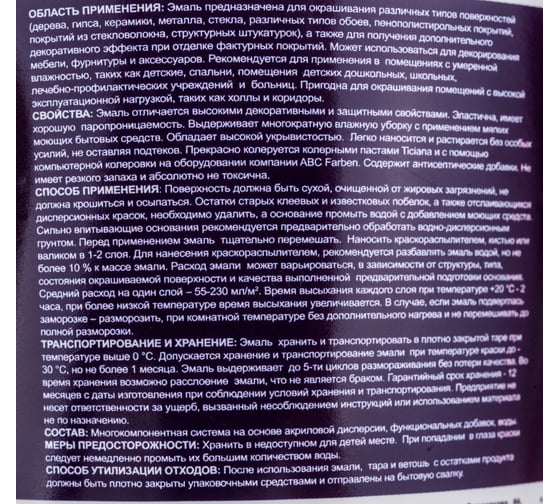 ОБЛАСТЬ ПРИМЕНЕНИЯ: Эмаль предназначена для окрашивания различных типов поверхностей
(дерева, гипса, керамики, металла, стекла, различных типов обоев, пенополистирольных покрытий,
покрытий из стекловолокна, структурных штукатурок), а также для получения дополнительного
декоративного эффекта при отделке фактурных покрытий. Может использоваться для декорирования
мебели, фурнитуры и аксессуаров. Рекомендуется для применения в помещениях с умеренной
влажностью, таких как детские, спальни, помещения детских дошкольных, школьных,
лечебно-профилактических учреждений и больниц. Пригодна для окрашивания помещений с высокой
эксплуатационной нагрузкой, таких как холлы и коридоры.
СВОЙСТВА: Эмаль отличается высокими декоративными и защитными свойствами. Эластична, имеет
хорошую паропроницаемость. Выдерживает многократную влажную уборку с применением мягких
моющих бытовых средств. Обладает высокой укрывистостью. Легко наносится и растирается без особых
усилий, не оставляя подтеков. Прекрасно колеруется колерными пастами Ticiana и с помощью
компьютерной колеровки на оборудовании компании ABC Farben. Содержит антисептические добавки. Не
имеет резкого запаха и абсолютно не токсична.
СПОСОБ ПРИМЕНЕНИЯ: Поверхность должна быть сухой, очищенной от жировых загрязнений, не
должна крошиться и осыпаться. Остатки старых клеевых и известковых побелок, а также отслаивающихся
дисперсионных красок, необходимо удалить, а основание промыть водой с добавлением моющих средств.
Сильно впитывающие основания рекомендуется предварительно обработать водно-дисперсионным
грунтом. Перед применением эмаль тщательно перемешать. Наносить краскораспылителем, кистью или
валиком в 1-2 слоя. Для нанесения краскораспылителем, рекомендуется разбавлять эмаль водой, но не
более 10 % к массе эмали. Расход эмали может варьироваться, в зависимости от структуры, типа,
состояния окрашиваемой поверхности и качества выполненной предварительной подготовки основания.
Средний расход на один слой – 55-230 мл/м². Время высыхания каждого слоя при температуре +20 °С - 2
часа, при более низкой температуре время высыхания увеличивается. В случае, если эмаль подверглась
заморозке – разморозить, при комнатной температуре без дополнительного нагрева и не перемешивать до
полной разморозки.
ТРАНСПОРТИРОВАНИЕ И ХРАНЕНИЕ: Эмаль хранить и транспортировать в плотно закрытой таре при
температуре выше 0 °С. Допускается хранение и транспортирование эмали при температуре краски до -
30 °С, но не более 1 месяца. Эмаль выдерживает до 5-ти циклов размораживания без потери качества. Во
время хранения возможно расслоение эмали, что не является браком. Гарантийный срок хранения - 12
месяцев с даты изготовления при соблюдении условий хранения и транспортирования. Предприятие не
несет ответственности за ущерб, вызванный несоблюдением инструкций или использованием материала
не по назначению.
СОСТАВ: Многокомпонентная система на основе акриловой дисперсии, функциональных добавок, воды.
МЕРЫ ПРЕДОСТОРОЖНОСТИ: Хранить в недоступном для детей месте. При попадании в глаза краски
следует немедленно промыть их большим количеством воды.
СПОСОБ УТИЛИЗАЦИИ ОТХОДОВ: После использования эмали, тара и ветошь с остатками продукта
должны быть плотно закрыты упаковочными средствами и отправлены на бытовую свалку.